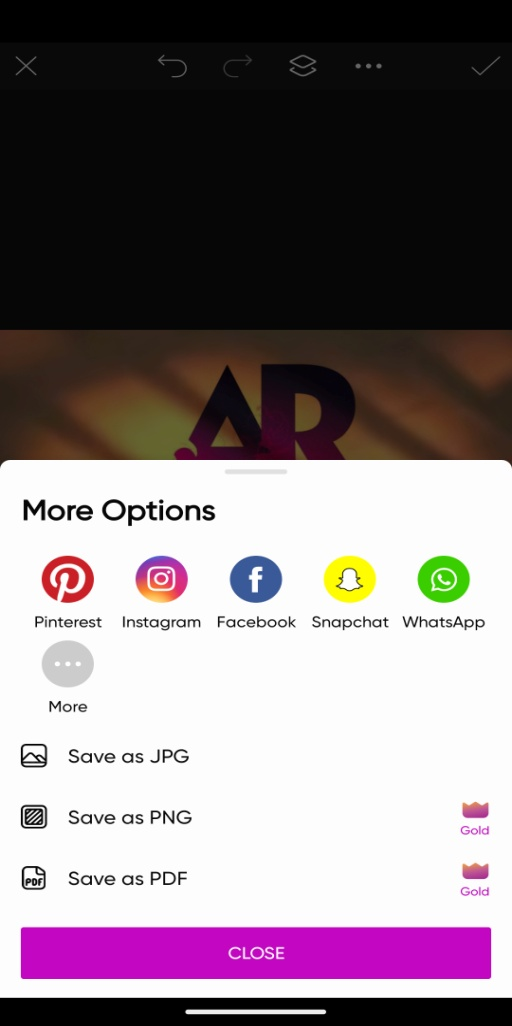 AR
More Options
Pinterest Instagram Facebook Snapchat WhatsApp
More
Save as JPG
Save as PNG
Gold
PDF Save as PDF
Gold
CLOSE